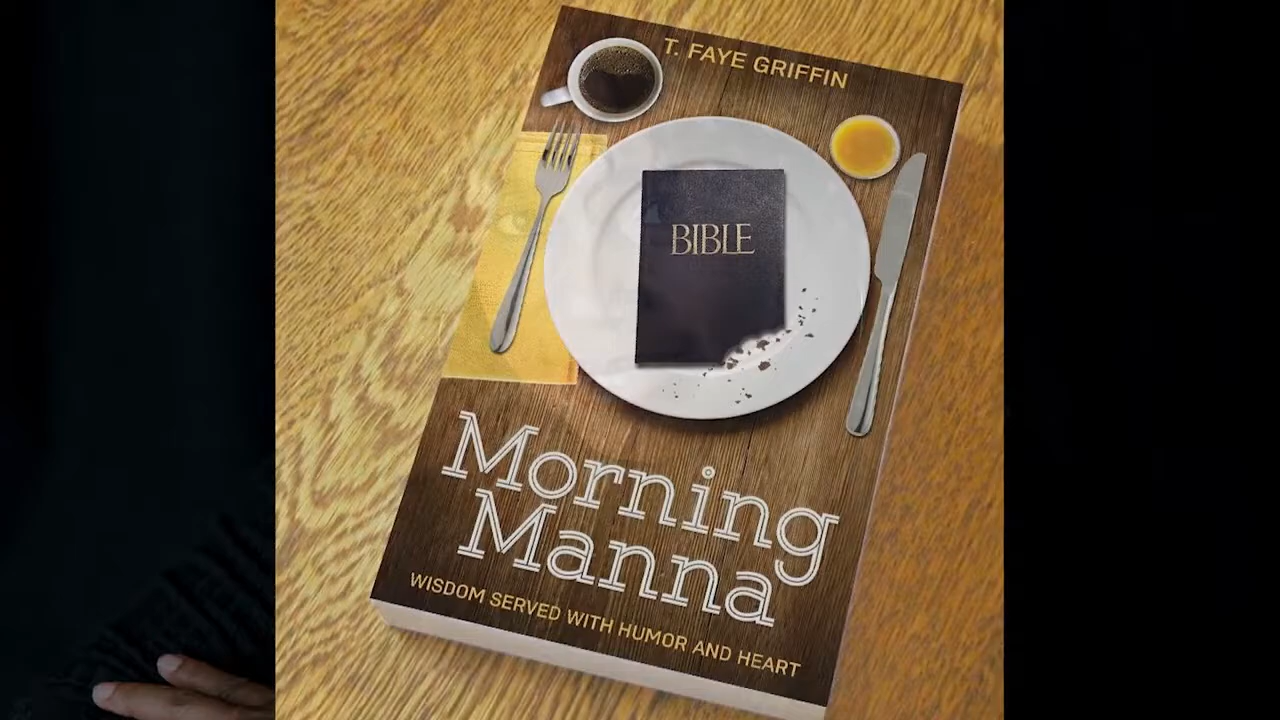 T. FAYE GRIFFIN
BIBLE
Morning
Manna
WISDOM SERVED WITH HUMOR AND HEART